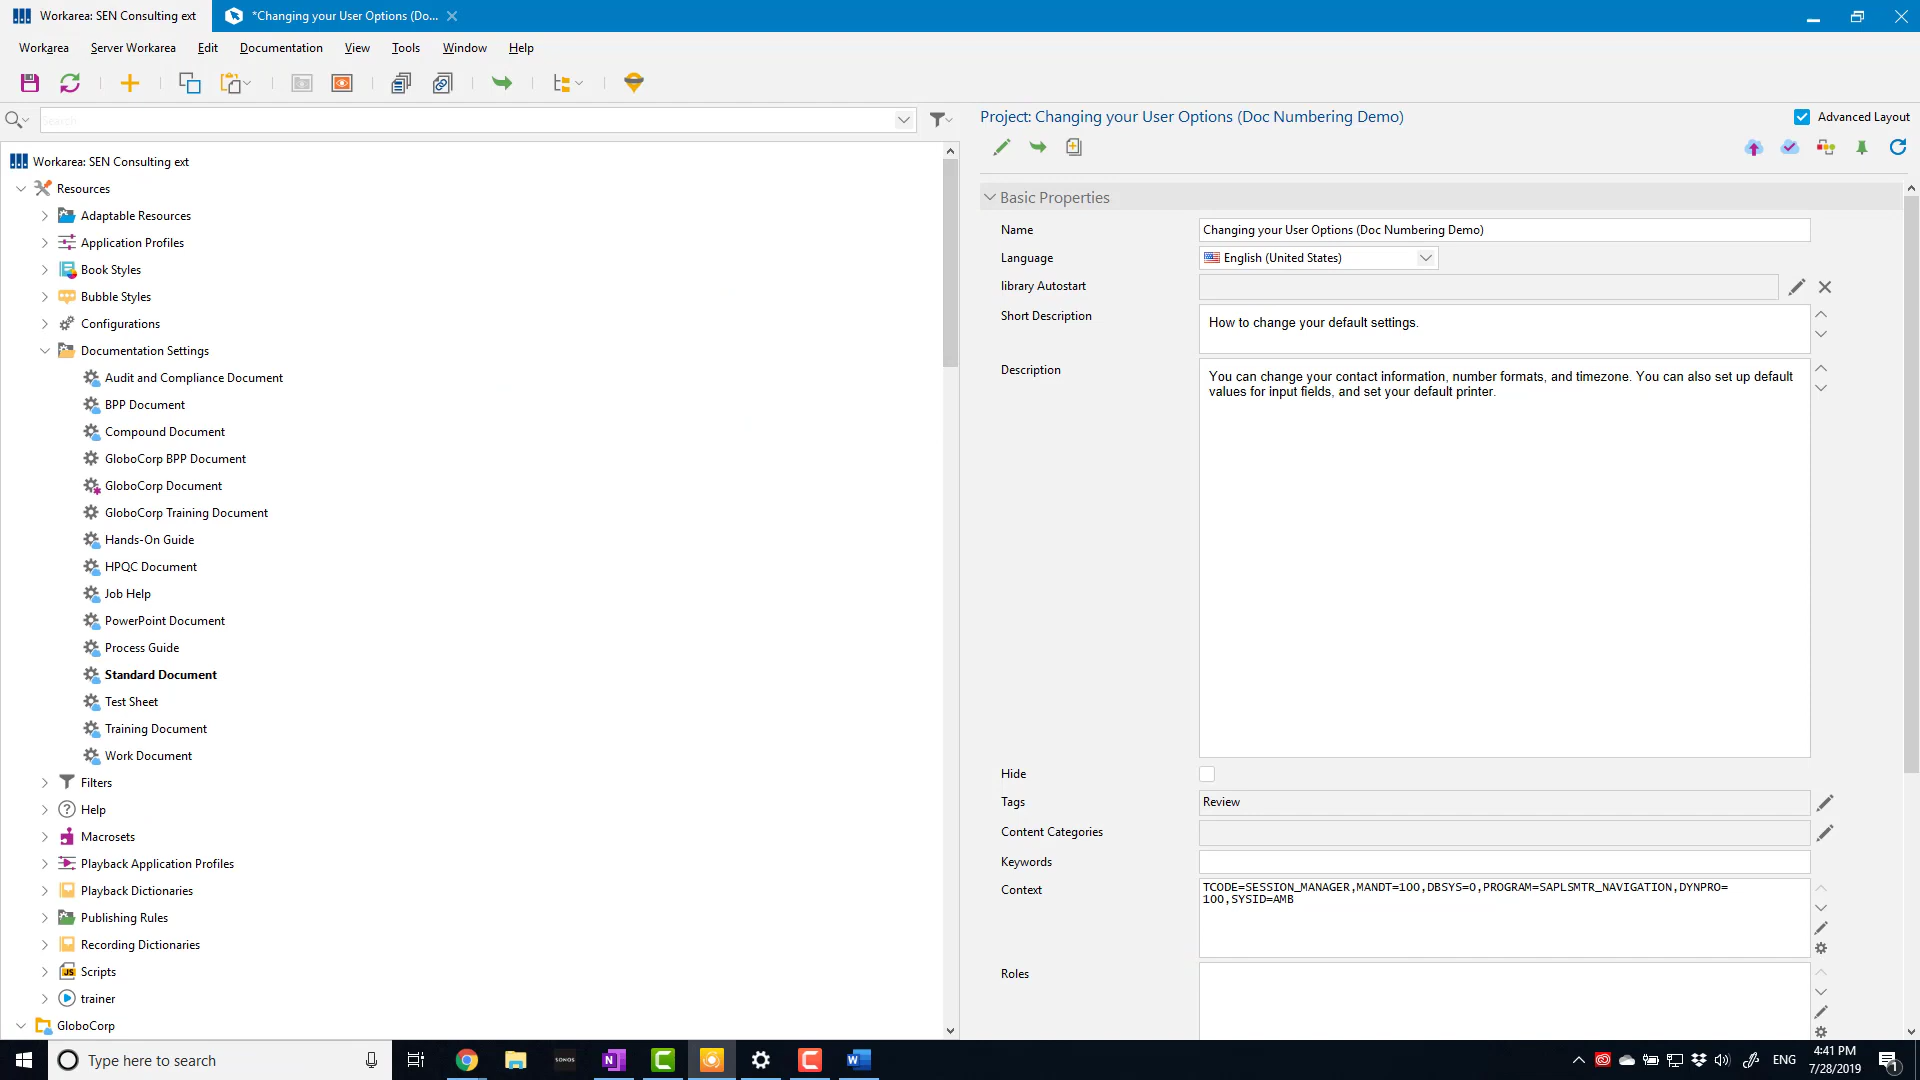 Workarea: SEN Consulting ext
*Changing your User Options (Do...
Workarea
Server Workarea
Edit
Documentation
View
Tools
Window
Help
Search
Workarea: SEN Consulting ext
Resources
Adaptable Resources
Application Profiles
Book Styles
Bubble Styles
Configurations
Documentation Settings
Audit and Compliance Document
BPP Document
Compound Document
GloboCorp BPP Document
GloboCorp Document
GloboCorp Training Document
Hands-On Guide
HPQC Document
Job Help
PowerPoint Document
Process Guide
Standard Document
Test Sheet
Training Document
Work Document
Filters
Help
Macrosets
Playback Application Profiles
Playback Dictionaries
Publishing Rules
Recording Dictionaries
Scripts
trainer
GloboCorp
Project: Changing your User Options (Doc Numbering Demo)
Advanced Layout
Basic Properties
Name
Changing your User Options (Doc Numbering Demo)
Language
English (United States)
library Autostart
Short Description
How to change your default settings.
Description
You can change your contact information, number formats, and timezone. You can also set up default
values for input fields, and set your default printer.
Hide
Tags
Review
Content Categories
Keywords
Context
TCODE=SESSION_MANAGER,MANDT=100,DBSYS=0,PROGRAM=SAPLSMTR_NAVIGATION,DYNPRO=
100,SYSID=AMB
Roles
Type here to search
SONOS
ENG
4:41 PM
7/28/2019
1